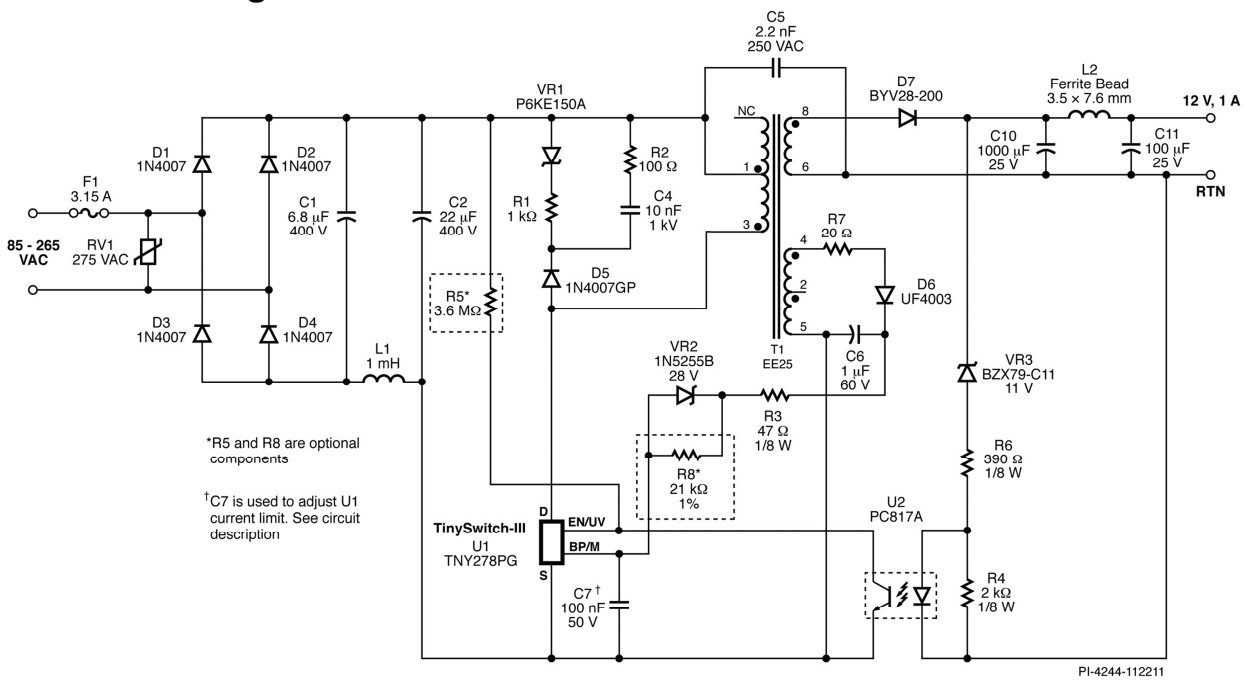 C5
2.2 nF
250 VAC
VR1
P6KE150A
D7
BYV28-200
L2
Ferrite Bead
3.5 × 7.6 mm
12 V, 1 A
NC
8
C10
1000 µF
25 V
C11
100 µF
25 V
D1
1N4007
D2
1N4007
R2
100 Ω
1
6
RTN
F1
3.15 A
C1
6.8 µF
400 V
C2
22 µF
400 V
R1
1 kΩ
C4
10 nF
1 kV
3
R7
20 Ω
4
85 - 265
VAC
RV1
275 VAC
D5
1N4007GP
2
D6
UF4003
R5*
3.6 MΩ
D3
1N4007
D4
1N4007
5
L1
1 mH
VR2
1N5255B
28 V
T1
EE25
C6
1 µF
60 V
VR3
BZX79-C11
11 V
R3
47 Ω
1/8 W
*R5 and R8 are optional
components
R8*
21 kΩ
1%
R6
390 Ω
1/8 W
†C7 is used to adjust U1
current limit. See circuit
description
U2
PC817A
D
TinySwitch-III
U1
TNY278PG
EN/UV
BP/M
S
C7†
100 nF
50 V
R4
2 kΩ
1/8 W
PI-4244-112211